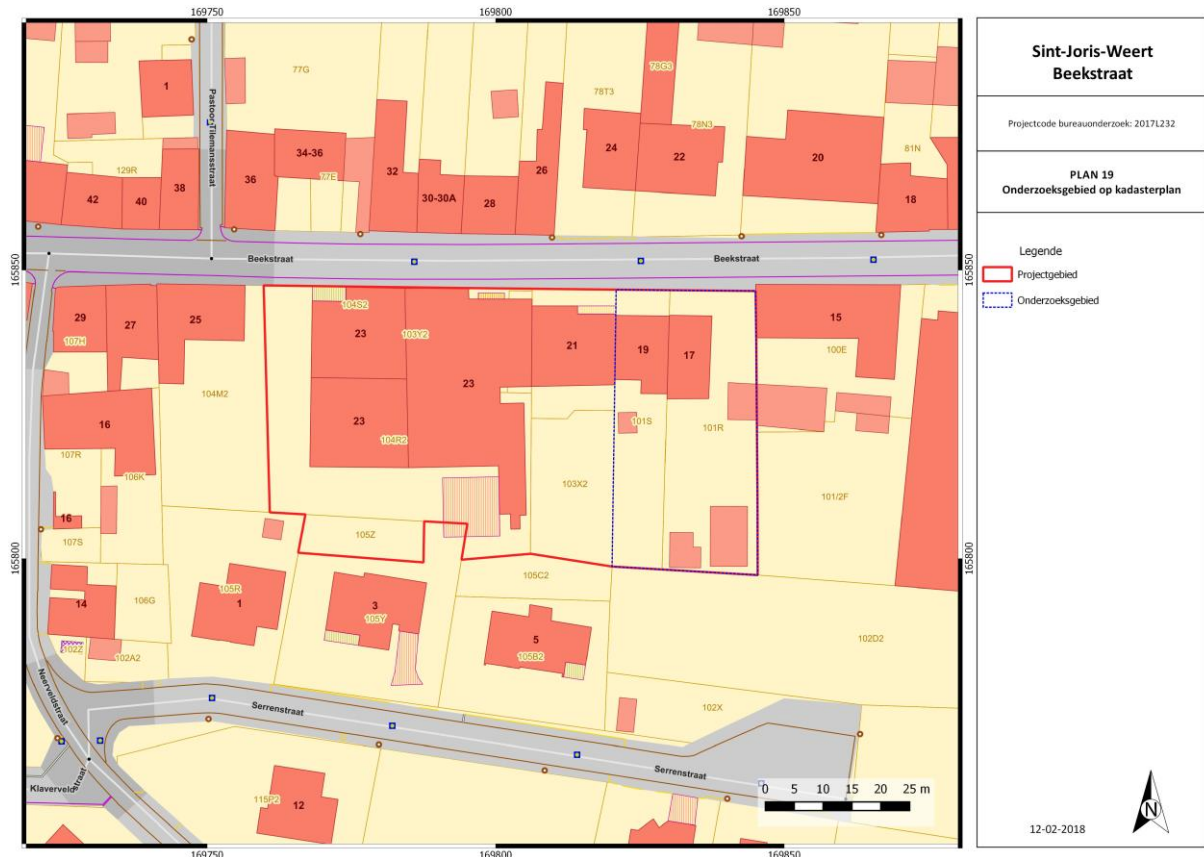 169750
169800
169850
77G
78G3
78T3
1
Pastoor-Tilemansstraat
78N3
34-36
24
22
20
81N
129R
77E
32
26
42
40
38
36
30-30A
28
18
165850
Beekstraat
Beekstraat
165850
104S2
29
27
25
103Y2
15
107H
23
21
19
17
100E
23
104M2
16
23
101S
101R
104R2
107R
106K
103X2
101/2F
16
107S
105Z
165800
165800
105C2
105R
106G
14
1
3
105Y
5
102D2
102Z
102A2
105B2
Neerveldstraat
Serrenstraat
102X
Serrenstraat
Klaverveld
straat
115P2
12
0 5 10 15 20 25 m
169750
169800
169850
Sint-Joris-Weert
Beekstraat
Projectcode bureauonderzoek: 2017L232
PLAN 19
Onderzoeksgebied op kadasterplan
Legende
Projectgebied
Onderzoeksgebied
12-02-2018
N